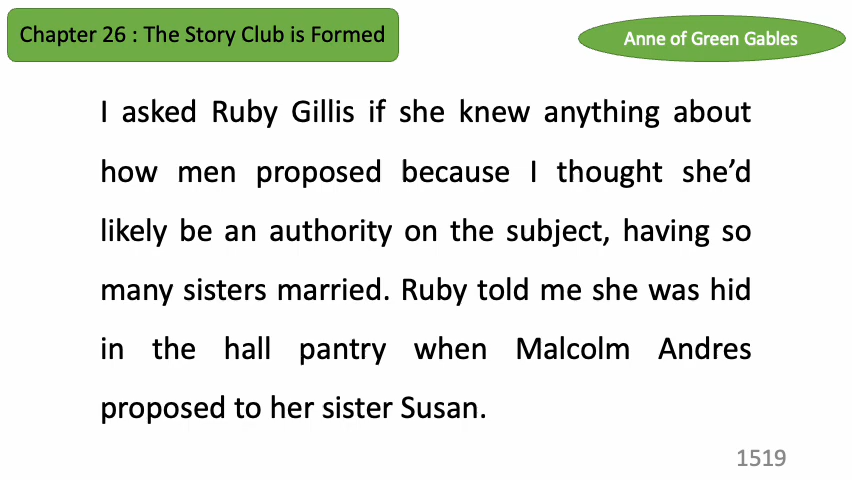 Chapter 26 : The Story Club is Formed
Anne of Green Gables
I asked Ruby Gillis if she knew anything about
how men proposed because I thought she’d
likely be an authority on the subject, having so
many sisters married. Ruby told me she was hid
in the hall pantry when Malcolm Andres
proposed to her sister Susan.
1519